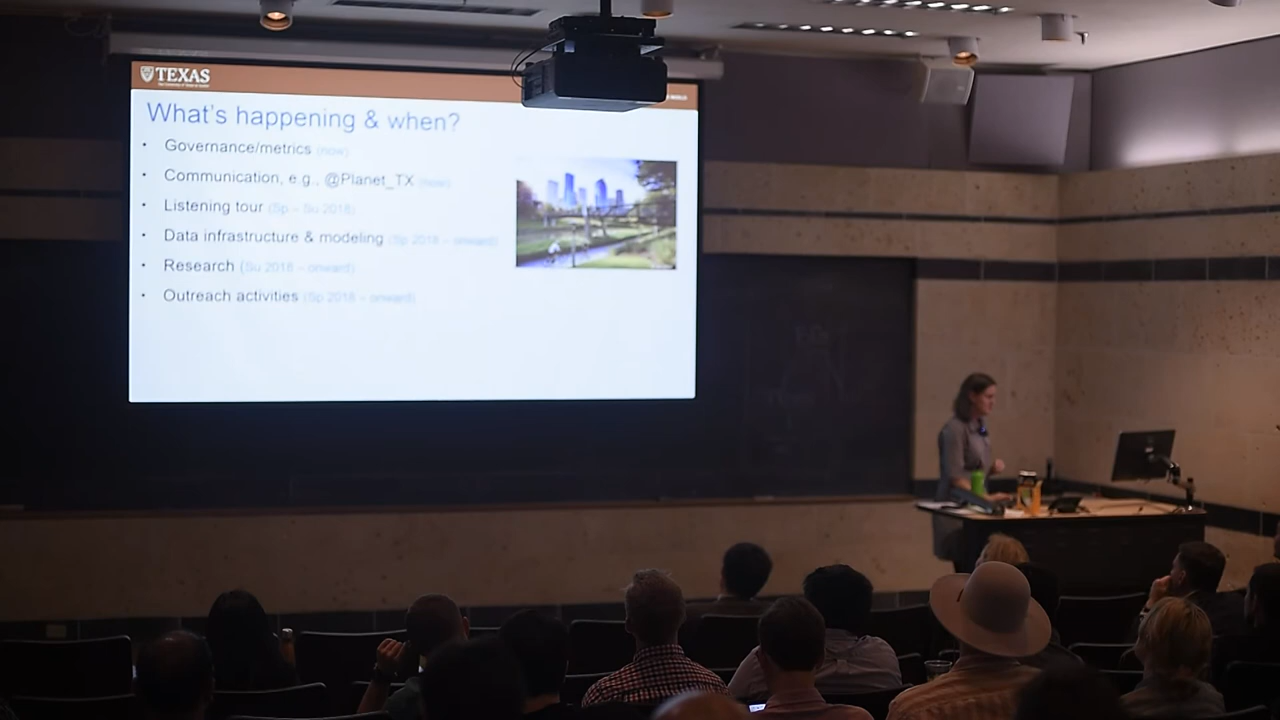 TEXAS
What's happening & when?
• Governance/metrics (now)
• Communication, e.g., @Planet_TX (now)
• Listening tour (Sp – Su 2018)
• Data infrastructure & modeling (Sp 2018 – onward)
• Research (Su 2018 – onward)
• Outreach activities (Sp 2018 – onward)